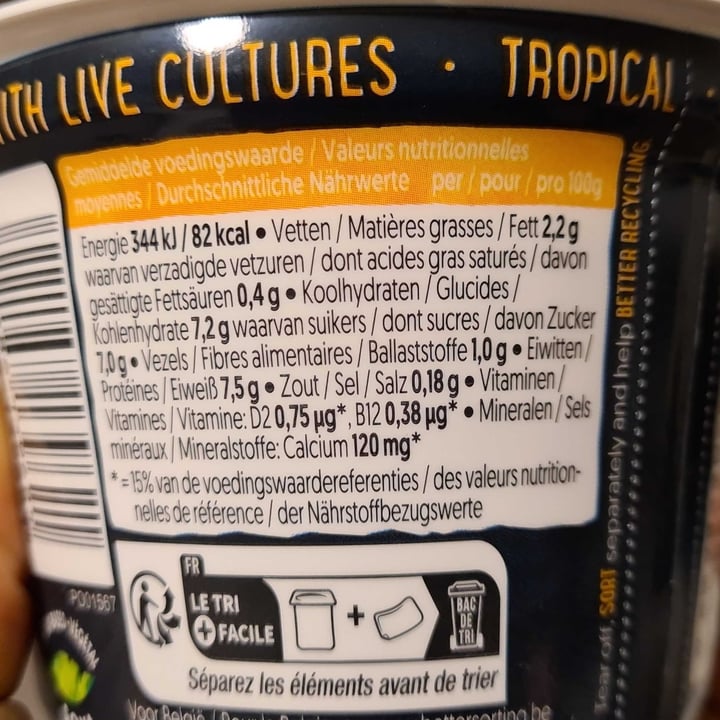 WITH LIVE CULTURES · TROPICAL ·
Gemiddelde voedingswaarde / Valeurs nutritionnelles
moyennes / Durchschnittliche Nährwerte per / pour / pro 100g
Energie 344 kJ / 82 kcal • Vetten / Matières grasses / Fett 2,2 g
waarvan verzadigde vetzuren / dont acides gras saturés / davon
gesättigte Fettsäuren 0,4 g • Koolhydraten / Glucides /
Kohlenhydrate 7,2 g waarvan suikers / dont sucres / davon Zucker
7,0 g • Vezels / Fibres alimentaires / Ballaststoffe 1,0 g • Eiwitten /
Protéines / Eiweiß 7,5 g • Zout / Sel / Salz 0,18 g • Vitaminen /
Vitamines / Vitamine: D2 0,75 µg*, B12 0,38 µg* • Mineralen / Sels
minéraux / Mineralstoffe: Calcium 120 mg*
* = 15% van de voedingswaardereferenties / des valeurs nutrition-
nelles de référence / der Nährstoffbezugswerte
FR
LE TRI
+ FACILE
+
BAC
DE
TRI
Séparez les éléments avant de trier
P001567
Tear off, SORT separately and help BETTER RECYCLING
Voor België /
bettersorting.be